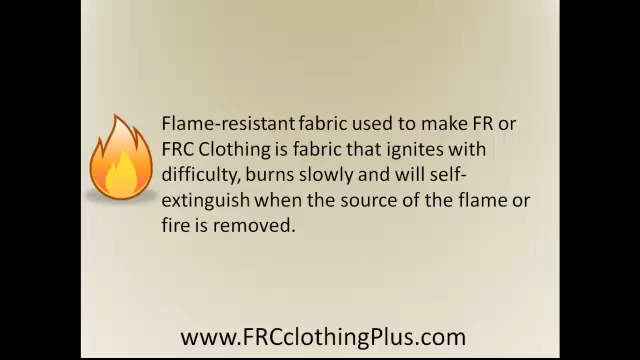 Flame-resistant fabric used to make FR or
FRC Clothing is fabric that ignites with
difficulty, burns slowly and will self-
extinguish when the source of the flame or
fire is removed.
www.FRCclothingPlus.com